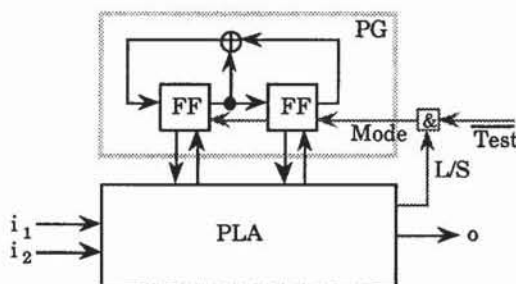 ⊕
PG
FF FF
Mode & Test
L/S
i1
i2
PLA
o